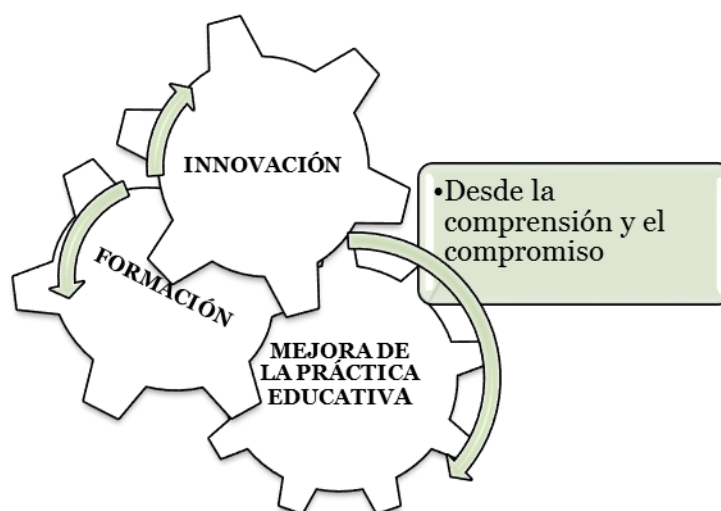 INNOVACIÓN
•Desde la
comprensión y el
compromiso
FORMACIÓN
MEJORA DE
LA PRÁCTICA
EDUCATIVA